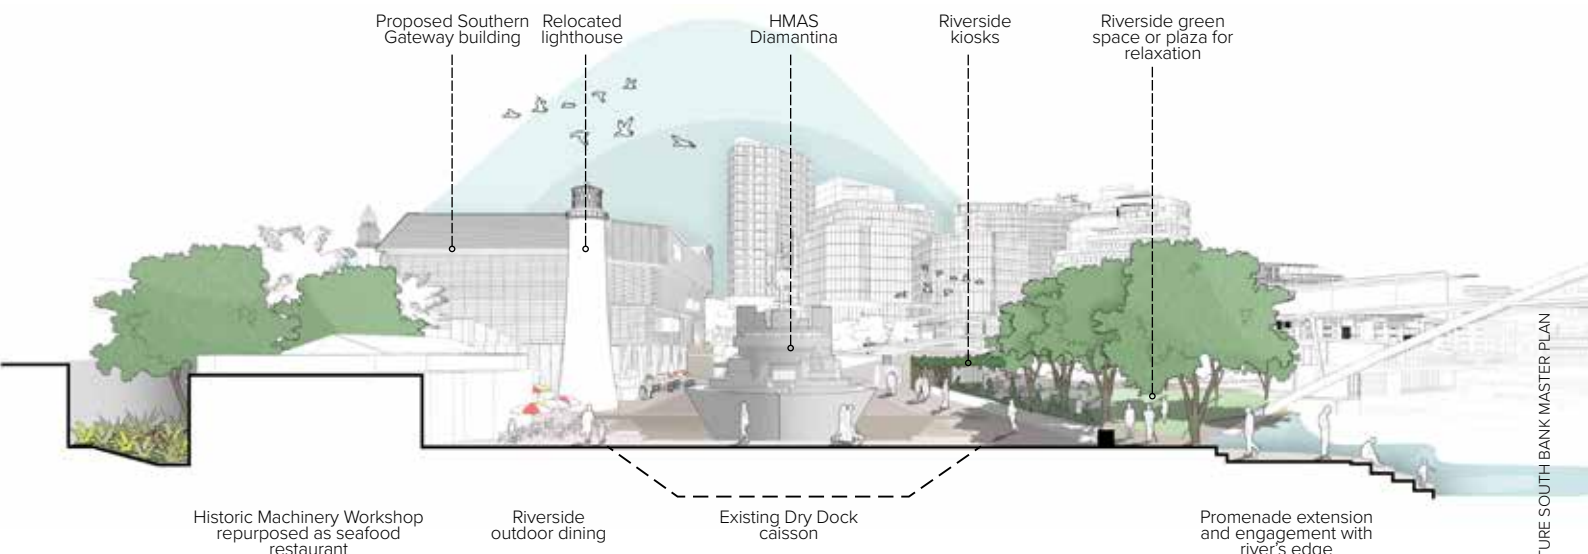 Proposed Southern
Gateway building
Relocated
lighthouse
HMAS
Diamantina
Riverside
kiosks
Riverside green
space or plaza for
relaxation
Historic Machinery Workshop
repurposed as seafood
restaurant
Riverside
outdoor dining
Existing Dry Dock
caisson
Promenade extension
and engagement with
river's edge
SOUTH BANK MASTER PLAN